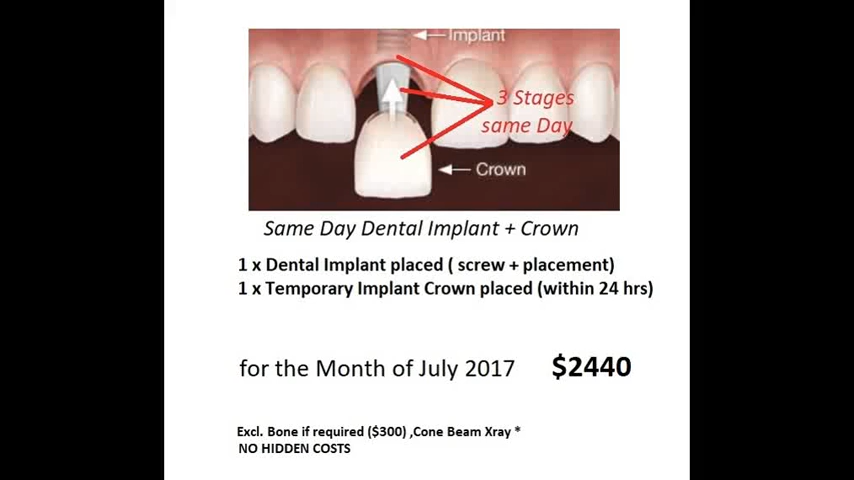 Implant
3 Stages
same Day
Crown
Same Day Dental Implant + Crown
1 x Dental Implant placed ( screw + placement)
1 x Temporary Implant Crown placed (within 24 hrs)
for the Month of July 2017 $2440
Excl. Bone if required ($300) ,Cone Beam Xray *
NO HIDDEN COSTS